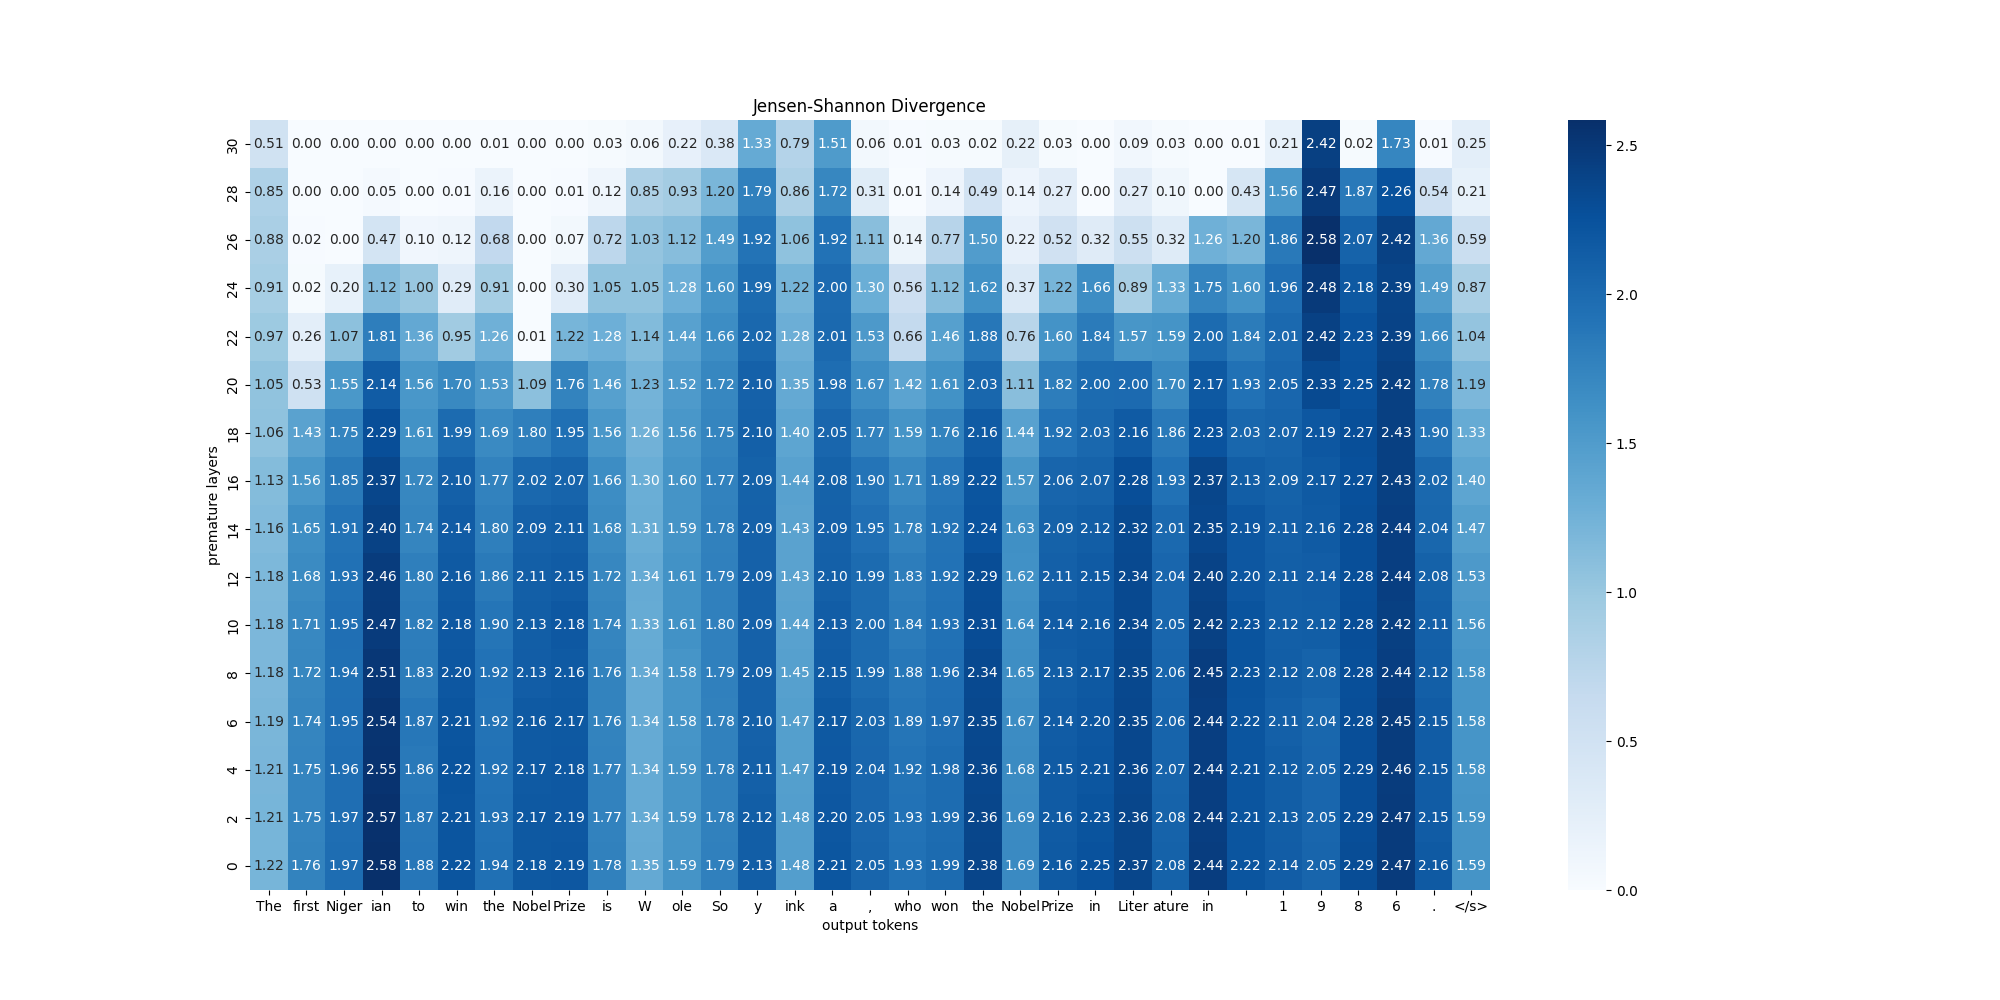 Jensen-Shannon Divergence
30 0.51 0.00 0.00 0.00 0.00 0.00 0.01 0.00 0.00 0.03 0.06 0.22 0.38 1.33 0.79 1.51 0.06 0.01 0.03 0.02 0.22 0.03 0.00 0.09 0.03 0.00 0.01 0.21 2.42 0.02 1.73 0.01 0.25
28 0.85 0.00 0.00 0.05 0.00 0.01 0.16 0.00 0.01 0.12 0.85 0.93 1.20 1.79 0.86 1.72 0.31 0.01 0.14 0.49 0.14 0.27 0.00 0.27 0.10 0.00 0.43 1.56 2.47 1.87 2.26 0.54 0.21
26 0.88 0.02 0.00 0.47 0.10 0.12 0.68 0.00 0.07 0.72 1.03 1.12 1.49 1.92 1.06 1.92 1.11 0.14 0.77 1.50 0.22 0.52 0.32 0.55 0.32 1.26 1.20 1.86 2.58 2.07 2.42 1.36 0.59
24 0.91 0.02 0.20 1.12 1.00 0.29 0.91 0.00 0.30 1.05 1.05 1.28 1.60 1.99 1.22 2.00 1.30 0.56 1.12 1.62 0.37 1.22 1.66 0.89 1.33 1.75 1.60 1.96 2.48 2.18 2.39 1.49 0.87
22 0.97 0.26 1.07 1.81 1.36 0.95 1.26 0.01 1.22 1.28 1.14 1.44 1.66 2.02 1.28 2.01 1.53 0.66 1.46 1.88 0.76 1.60 1.84 1.57 1.59 2.00 1.84 2.01 2.42 2.23 2.39 1.66 1.04
20 1.05 0.53 1.55 2.14 1.56 1.70 1.53 1.09 1.76 1.46 1.23 1.52 1.72 2.10 1.35 1.98 1.67 1.42 1.61 2.03 1.11 1.82 2.00 2.00 1.70 2.17 1.93 2.05 2.33 2.25 2.42 1.78 1.19
18 1.06 1.43 1.75 2.29 1.61 1.99 1.69 1.80 1.95 1.56 1.26 1.56 1.75 2.10 1.40 2.05 1.77 1.59 1.76 2.16 1.44 1.92 2.03 2.16 1.86 2.23 2.03 2.07 2.19 2.27 2.43 1.90 1.33
16 1.13 1.56 1.85 2.37 1.72 2.10 1.77 2.02 2.07 1.66 1.30 1.60 1.77 2.09 1.44 2.08 1.90 1.71 1.89 2.22 1.57 2.06 2.07 2.28 1.93 2.37 2.13 2.09 2.17 2.27 2.43 2.02 1.40
14 1.16 1.65 1.91 2.40 1.74 2.14 1.80 2.09 2.11 1.68 1.31 1.59 1.78 2.09 1.43 2.09 1.95 1.78 1.92 2.24 1.63 2.09 2.12 2.32 2.01 2.35 2.19 2.11 2.16 2.28 2.44 2.04 1.47
12 1.18 1.68 1.93 2.46 1.80 2.16 1.86 2.11 2.15 1.72 1.34 1.61 1.79 2.09 1.43 2.10 1.99 1.83 1.92 2.29 1.62 2.11 2.15 2.34 2.04 2.40 2.20 2.11 2.14 2.28 2.44 2.08 1.53
10 1.18 1.71 1.95 2.47 1.82 2.18 1.90 2.13 2.18 1.74 1.33 1.61 1.80 2.09 1.44 2.13 2.00 1.84 1.93 2.31 1.64 2.14 2.16 2.34 2.05 2.42 2.23 2.12 2.12 2.28 2.42 2.11 1.56
8 1.18 1.72 1.94 2.51 1.83 2.20 1.92 2.13 2.16 1.76 1.34 1.58 1.79 2.09 1.45 2.15 1.99 1.88 1.96 2.34 1.65 2.13 2.17 2.35 2.06 2.45 2.23 2.12 2.08 2.28 2.44 2.12 1.58
6 1.19 1.74 1.95 2.54 1.87 2.21 1.92 2.16 2.17 1.76 1.34 1.58 1.78 2.10 1.47 2.17 2.03 1.89 1.97 2.35 1.67 2.14 2.20 2.35 2.06 2.44 2.22 2.11 2.04 2.28 2.45 2.15 1.58
4 1.21 1.75 1.96 2.55 1.86 2.22 1.92 2.17 2.18 1.77 1.34 1.59 1.78 2.11 1.47 2.19 2.04 1.92 1.98 2.36 1.68 2.15 2.21 2.36 2.07 2.44 2.21 2.12 2.05 2.29 2.46 2.15 1.58
2 1.21 1.75 1.97 2.57 1.87 2.21 1.93 2.17 2.19 1.77 1.34 1.59 1.78 2.12 1.48 2.20 2.05 1.93 1.99 2.36 1.69 2.16 2.23 2.36 2.08 2.44 2.21 2.13 2.05 2.29 2.47 2.15 1.59
0 1.22 1.76 1.97 2.58 1.88 2.22 1.94 2.18 2.19 1.78 1.35 1.59 1.79 2.13 1.48 2.21 2.05 1.93 1.99 2.38 1.69 2.16 2.25 2.37 2.08 2.44 2.22 2.14 2.05 2.29 2.47 2.16 1.59
The first Niger ian to win the Nobel Prize is W ole So y ink a , who won the Nobel Prize in Liter ature in 1 9 8 6 . </s>
output tokens
premature layers
2.5
2.0
1.5
1.0
0.5
0.0